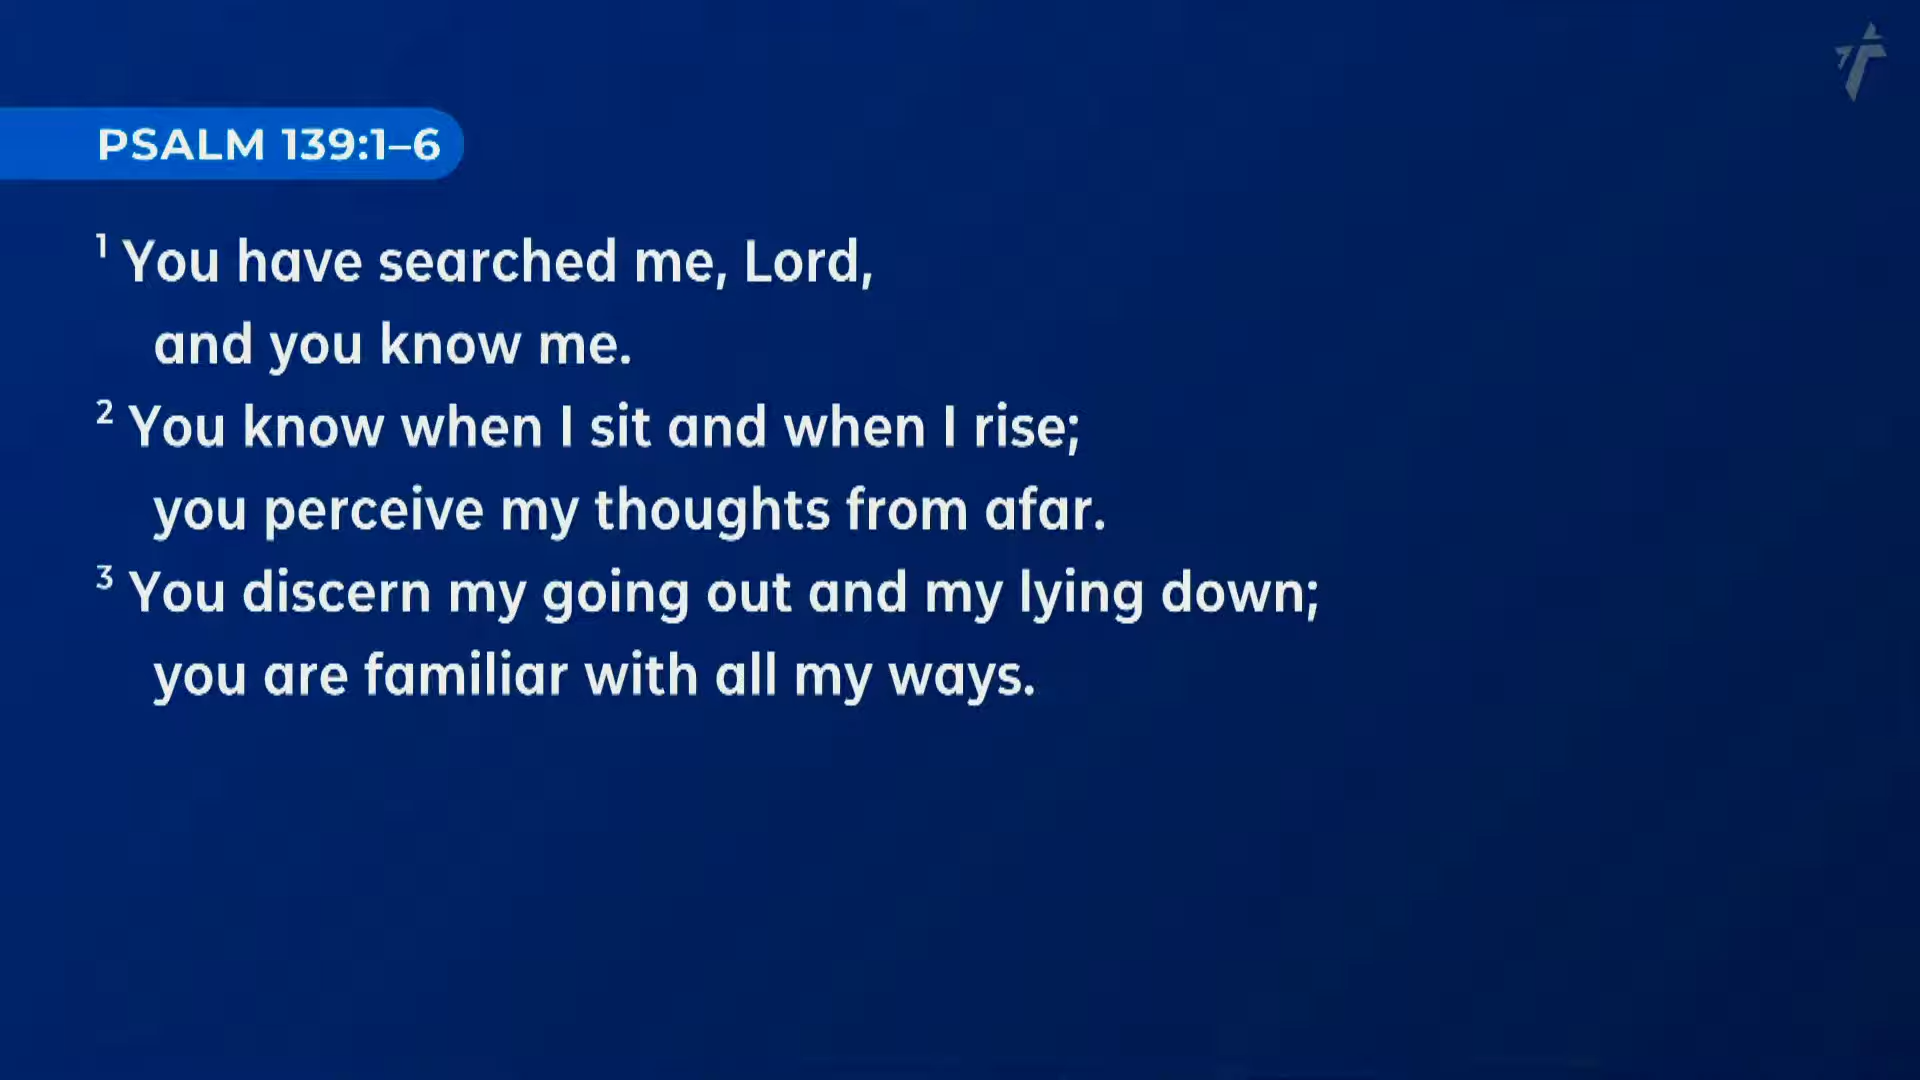 PSALM 139:1–6
1 You have searched me, Lord,
and you know me.
2 You know when I sit and when I rise;
you perceive my thoughts from afar.
3 You discern my going out and my lying down;
you are familiar with all my ways.